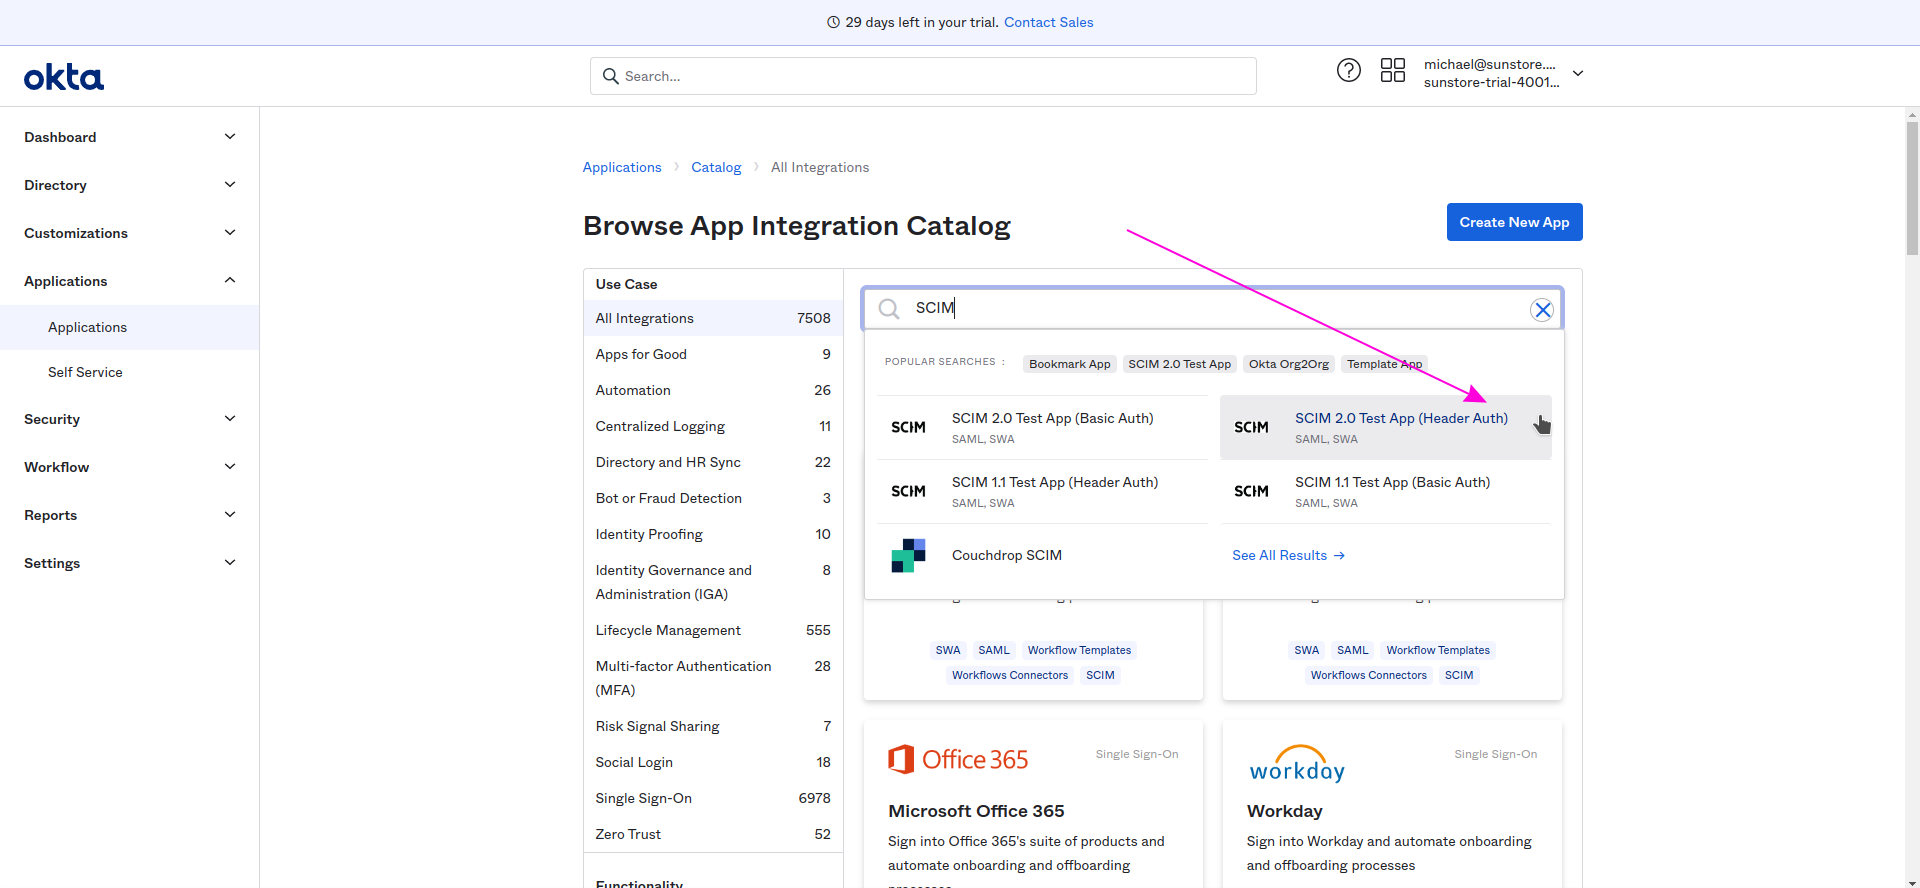 29 days left in your trial. Contact Sales
okta
Search...
michael@sunstore....
sunstore-trial-4001...
Dashboard
Directory
Customizations
Applications
Applications
Self Service
Security
Workflow
Reports
Settings
Applications > Catalog > All Integrations
Browse App Integration Catalog
Create New App
Use Case
All Integrations 7508
Apps for Good 9
Automation 26
Centralized Logging 11
Directory and HR Sync 22
Bot or Fraud Detection 3
Identity Proofing 10
Identity Governance and 8
Administration (IGA)
Lifecycle Management 555
Multi-factor Authentication 28
(MFA)
Risk Signal Sharing 7
Social Login 18
Single Sign-On 6978
Zero Trust 52
Functionality
SCIM
POPULAR SEARCHES : Bookmark App SCIM 2.0 Test App Okta Org2Org Template App
SCIM SCIM 2.0 Test App (Basic Auth)
SAML, SWA
SCIM SCIM 2.0 Test App (Header Auth)
SAML, SWA
SCIM SCIM 1.1 Test App (Header Auth)
SAML, SWA
SCIM SCIM 1.1 Test App (Basic Auth)
SAML, SWA
Couchdrop SCIM
See All Results →
SWA SAML Workflow Templates
Workflows Connectors SCIM
SWA SAML Workflow Templates
Workflows Connectors SCIM
Office 365 Single Sign-On
Microsoft Office 365
Sign into Office 365's suite of products and
automate onboarding and offboarding
workday Single Sign-On
Workday
Sign into Workday and automate onboarding
and offboarding processes